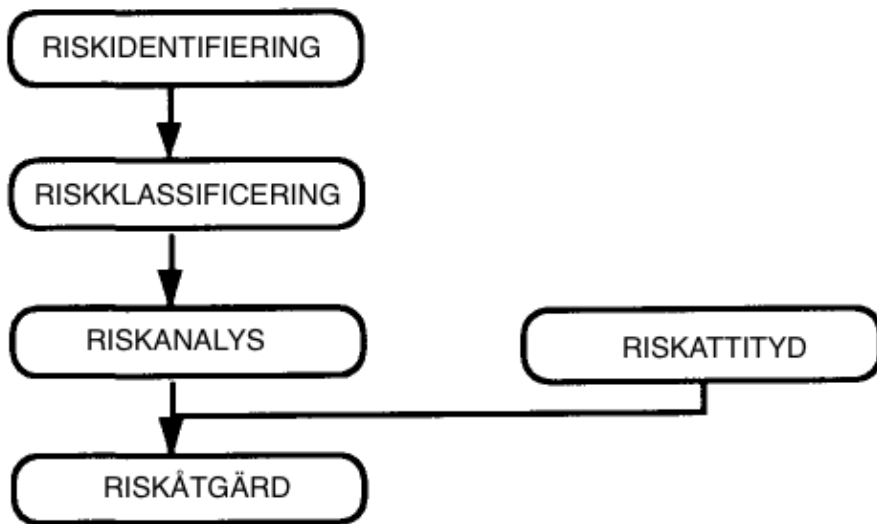 RISKIDENTIFIERING
RISKKLASSIFICERING
RISKANALYS
RISKATTITYD
RISKÅTGÄRD